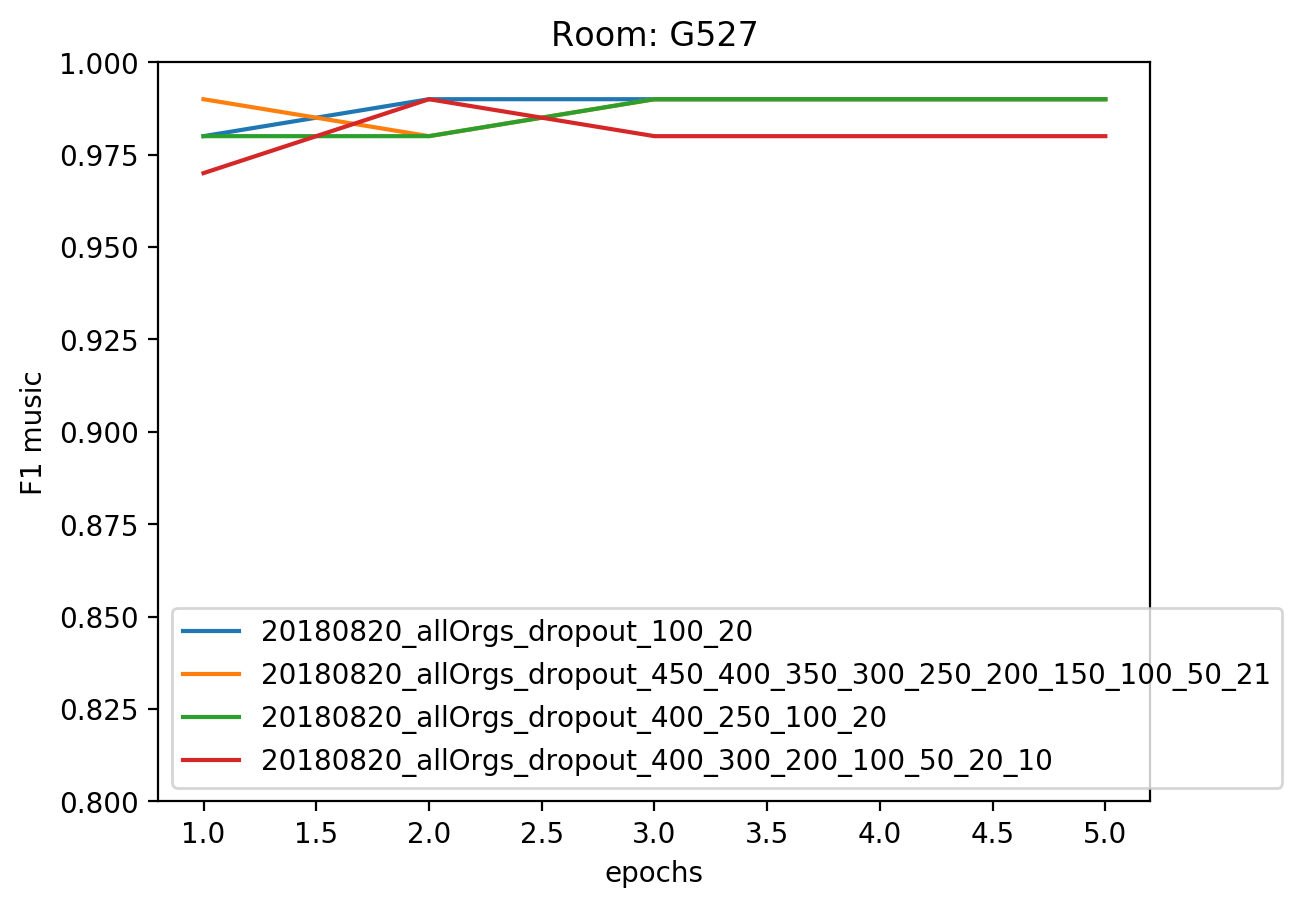 Room: G527
1.000
0.975
0.950
0.925
0.900
0.875
0.850
0.825
0.800
F1 music
20180820_allOrgs_dropout_100_20
20180820_allOrgs_dropout_450_400_350_300_250_200_150_100_50_21
20180820_allOrgs_dropout_400_250_100_20
20180820_allOrgs_dropout_400_300_200_100_50_20_10
1.0 1.5 2.0 2.5 3.0 3.5 4.0 4.5 5.0
epochs